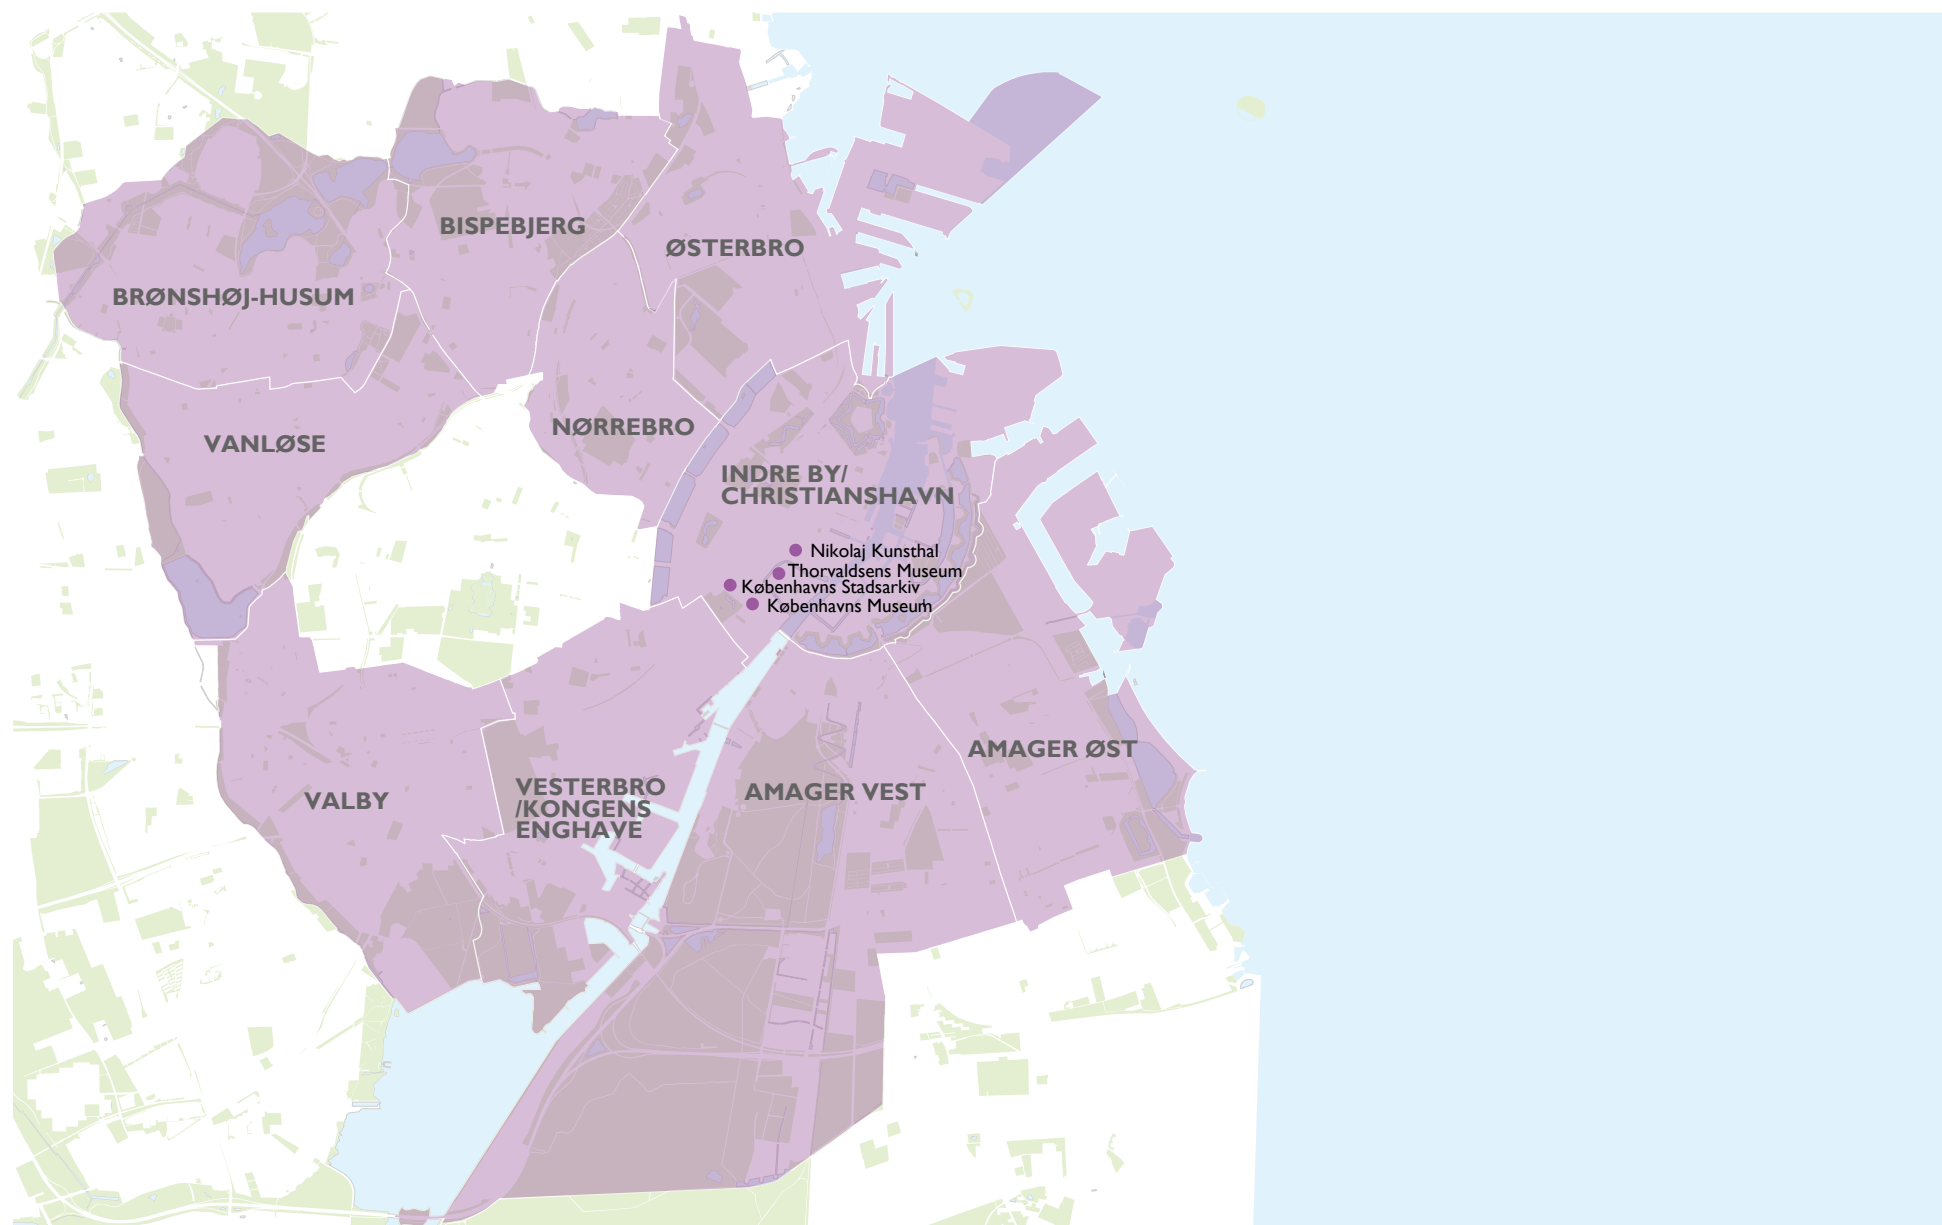 BISPEBJERG
ØSTERBRO
BRØNSHØJ-HUSUM
VANLØSE
NØRREBRO
INDRE BY/
CHRISTIANSHAVN
Nikolaj Kunsthal
Thorvaldsens Museum
Københavns Stadsarkiv
Københavns Museum
AMAGER ØST
VALBY
VESTERBRO
/KONGENS
ENGHAVE
AMAGER VEST